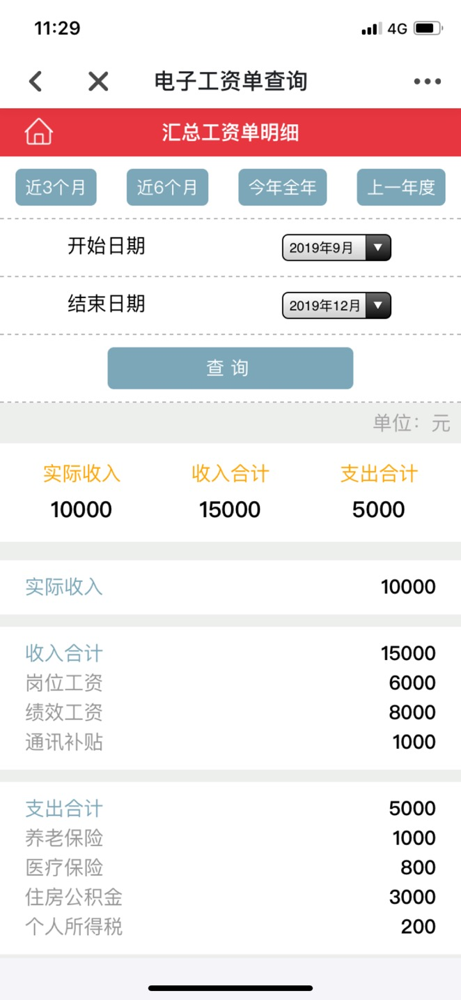 11:29 4G
电子工资单查询
汇总工资单明细
近3个月 近6个月 今年全年 上一年度
开始日期 2019年9月
结束日期 2019年12月
查 询
单位：元
实际收入 收入合计 支出合计
10000 15000 5000
实际收入 10000
收入合计 15000
岗位工资 6000
绩效工资 8000
通讯补贴 1000
支出合计 5000
养老保险 1000
医疗保险 800
住房公积金 3000
个人所得税 200